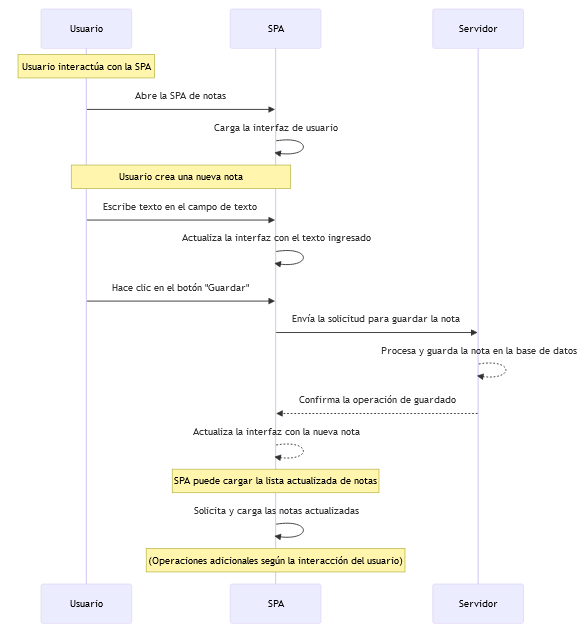 Usuario
SPA
Servidor
Usuario interactúa con la SPA
Abre la SPA de notas
Carga la interfaz de usuario
Usuario crea una nueva nota
Escribe texto en el campo de texto
Actualiza la interfaz con el texto ingresado
Hace clic en el botón "Guardar"
Envía la solicitud para guardar la nota
Procesa y guarda la nota en la base de datos
Confirma la operación de guardado
Actualiza la interfaz con la nueva nota
SPA puede cargar la lista actualizada de notas
Solicita y carga las notas actualizadas
(Operaciones adicionales según la interacción del usuario)
Usuario
SPA
Servidor